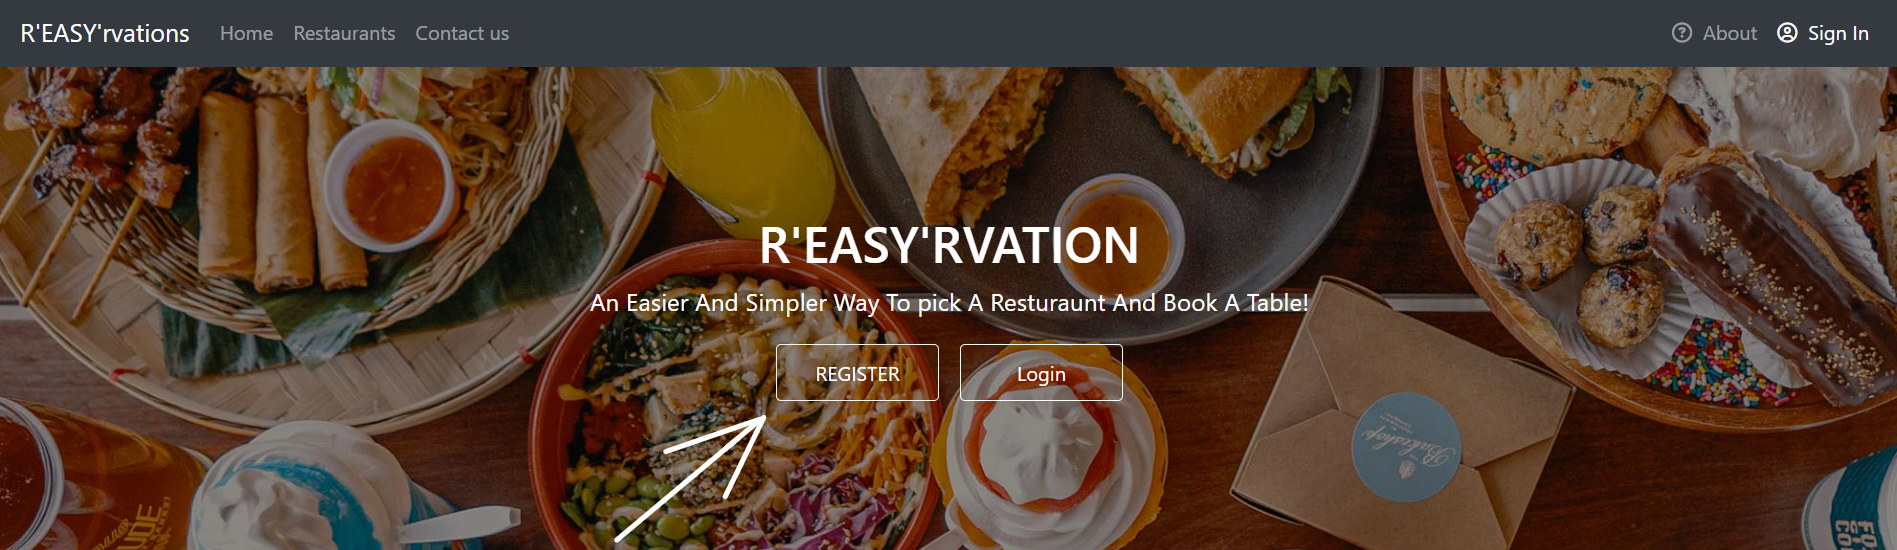 R'EASY'rvations Home Restaurants Contact us About Sign In
R'EASY'RVATION
An Easier And Simpler Way To pick A Resturaunt And Book A Table!
REGISTER Login
Bakeshop